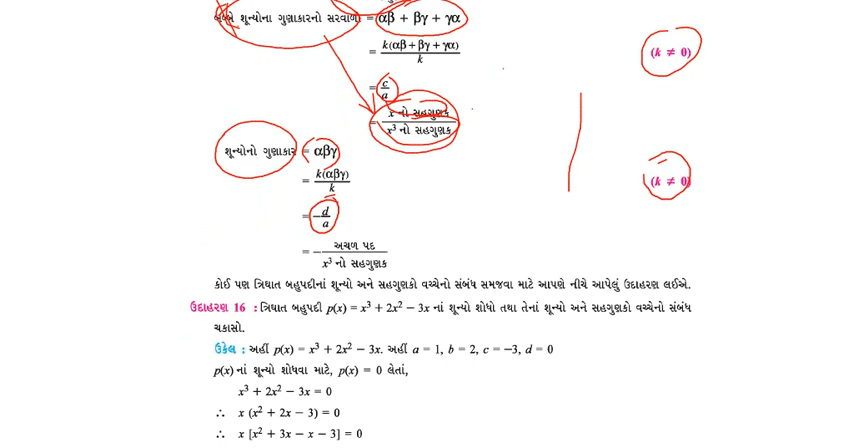 બબ્બે શૂન્યોના ગુણાકારનો સરવાળો = αβ + βγ + γα
= k(αβ + βγ + γα) / k (k ≠ 0)
= c / a
= x નો સહગુણક / x³ નો સહગુણક
શૂન્યોનો ગુણાકાર = αβγ
= k(αβγ) / k (k ≠ 0)
= – d / a
= – અચળ પદ / x³ નો સહગુણક
કોઈ પણ ત્રિઘાત બહુપદીનાં શૂન્યો અને સહગુણકો વચ્ચેનો સંબંધ સમજવા માટે આપણે નીચે આપેલું ઉદાહરણ લઈએ.
ઉદાહરણ 16 : ત્રિઘાત બહુપદી p(x) = x³ + 2x² – 3x નાં શૂન્યો શોધો તથા તેનાં શૂન્યો અને સહગુણકો વચ્ચેનો સંબંધ
ચકાસો.
ઉકેલ : અહીં p(x) = x³ + 2x² – 3x. અહીં a = 1, b = 2, c = –3, d = 0
p(x) નાં શૂન્યો શોધવા માટે, p(x) = 0 લેતાં,
x³ + 2x² – 3x = 0
∴ x (x² + 2x – 3) = 0
∴ x [x² + 3x – x – 3] = 0